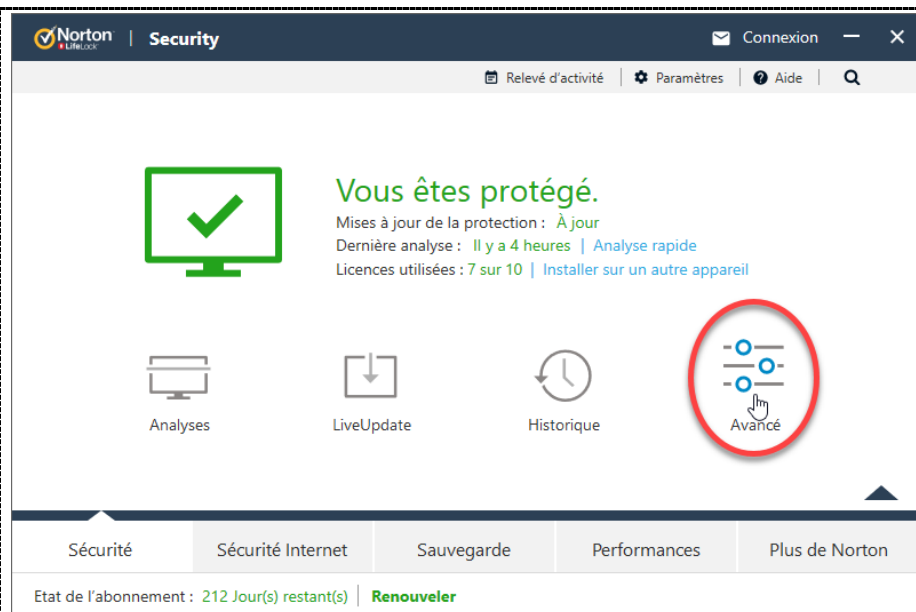 Norton | Security Connexion
LifeLock
Relevé d'activité Paramètres Aide
Vous êtes protégé.
Mises à jour de la protection : À jour
Dernière analyse : Il y a 4 heures | Analyse rapide
Licences utilisées : 7 sur 10 | Installer sur un autre appareil
Analyses LiveUpdate Historique Avancé
Sécurité Sécurité Internet Sauvegarde Performances Plus de Norton
Etat de l'abonnement : 212 Jour(s) restant(s) Renouveler